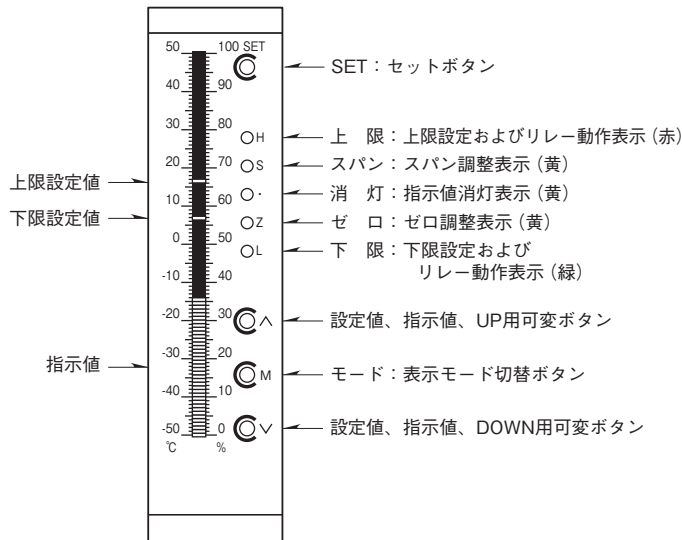 50 100 SET
SET：セットボタン
40 90
30 80
H 上　限：上限設定およびリレー動作表示（赤）
20 70
S スパン：スパン調整表示（黄）
上限設定値
・ 消　灯：指示値消灯表示（黄）
10 60
下限設定値
Z ゼ　ロ：ゼロ調整表示（黄）
0 50
L 下　限：下限設定および
リレー動作表示（緑）
-10 40
-20 30
∧ 設定値、指示値、UP用可変ボタン
-30 20
指示値
M モード：表示モード切替ボタン
-40 10
-50 0
∨ 設定値、指示値、DOWN用可変ボタン
℃ %